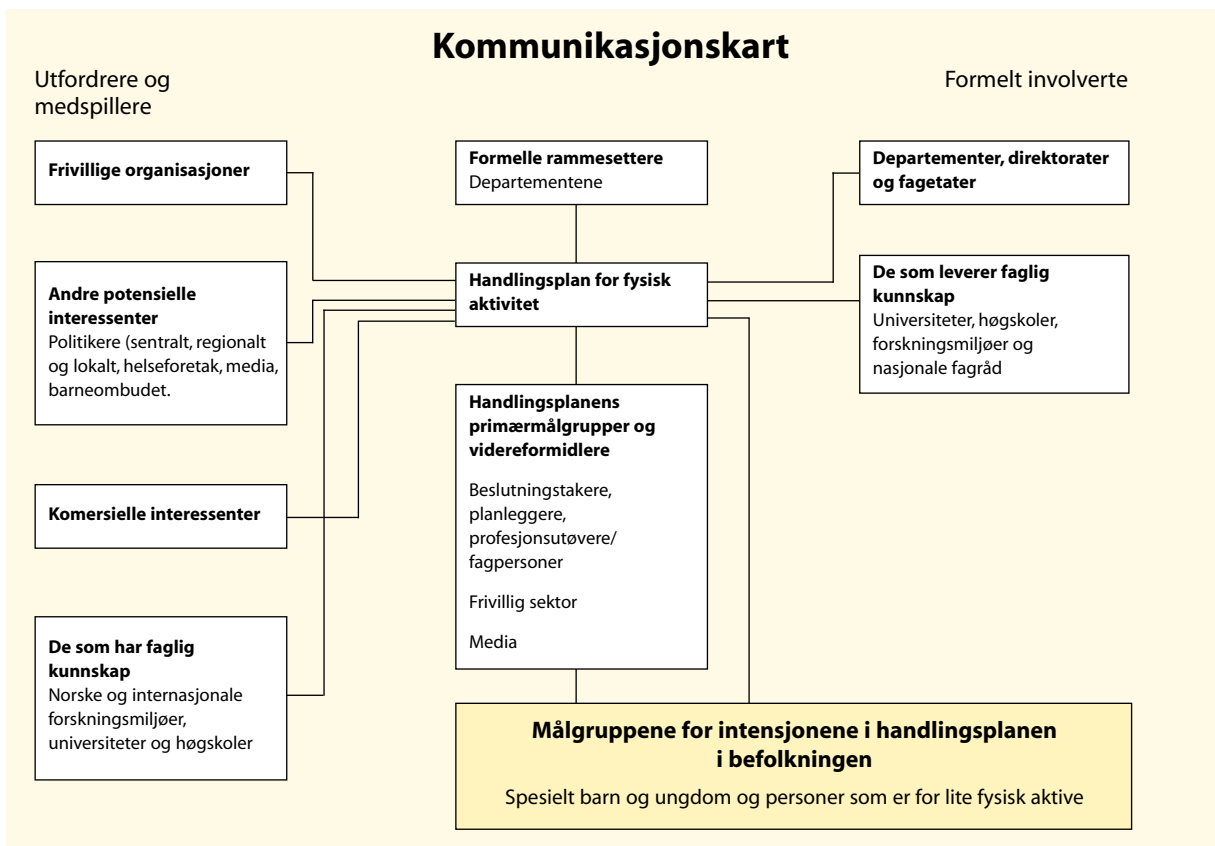 Kommunikasjonskart
Utfordrere og
medspillere
Formelt involverte
Frivillige organisasjoner
Formelle rammesettere
Departementene
Departementer, direktorater
og fagetater
Andre potensielle
interessenter
Politikere (sentralt, regionalt
og lokalt, helseforetak, media,
barneombudet.
Handlingsplan for fysisk
aktivitet
De som leverer faglig
kunnskap
Universiteter, høgskoler,
forskningsmiljøer og
nasjonale fagråd
Komersielle interessenter
Handlingsplanens
primærmålgrupper og
videreformidlere
Beslutningstakere,
planleggere,
profesjonsutøvere/
fagpersoner
Frivillig sektor
Media
De som har faglig
kunnskap
Norske og internasjonale
forskningsmiljøer,
universiteter og høgskoler
Målgruppene for intensjonene i handlingsplanen
i befolkningen
Spesielt barn og ungdom og personer som er for lite fysisk aktive